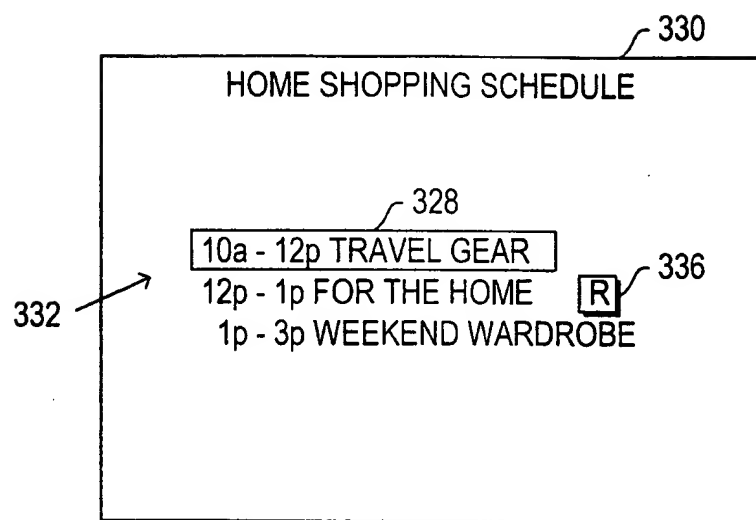 330
HOME SHOPPING SCHEDULE
328
10a - 12p TRAVEL GEAR
12p - 1p FOR THE HOME R 336
332
1p - 3p WEEKEND WARDROBE